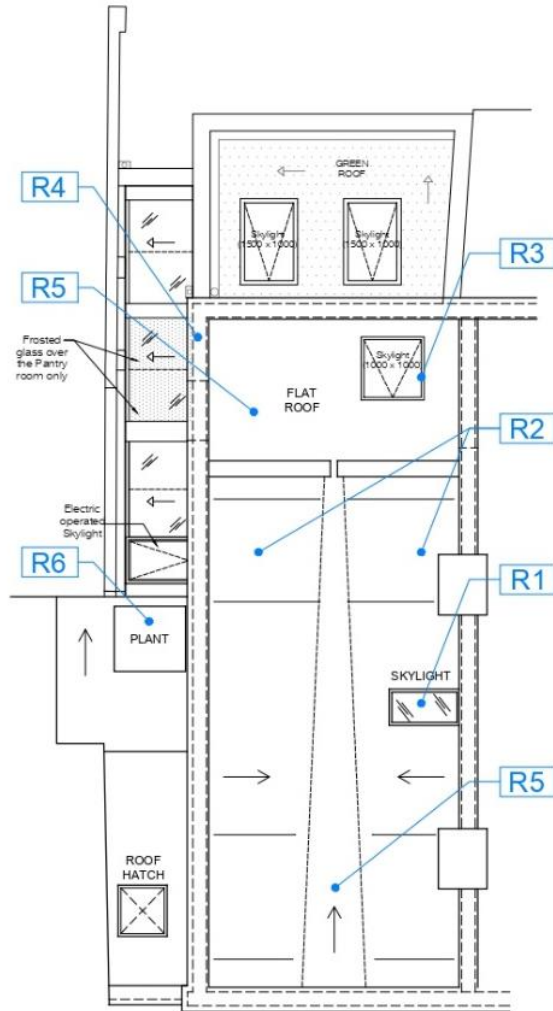 GREEN
ROOF
R4
Skylight
(1500 x 1000)
Skylight
(1500 x 1000)
R3
R5
Frosted
glass over
the Pantry
room only
Skylight
(1000 x 1000)
FLAT
ROOF
R2
Electric
operated
Skylight
R6
R1
PLANT
SKYLIGHT
R5
ROOF
HATCH